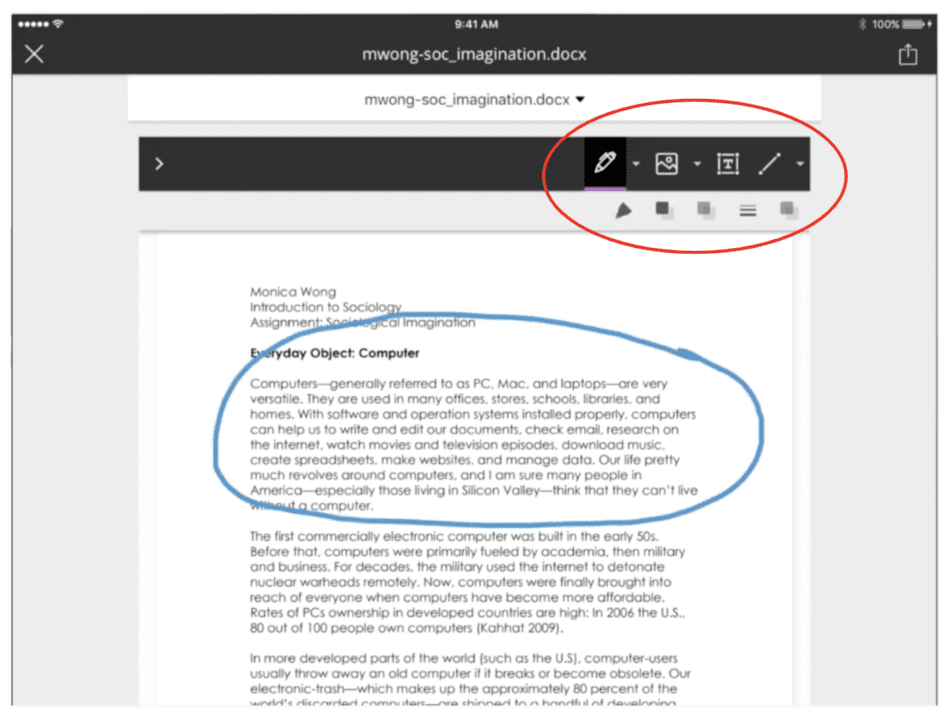 9:41 AM
100%
mwong-soc_imagination.docx
mwong-soc_imagination.docx
T
Monica Wong
Introduction to Sociology
Assignment: Sociological Imagination
Everyday Object: Computer
Computers—generally referred to as PC, Mac, and laptops—are very
versatile. They are used in many offices, stores, schools, libraries, and
homes. With software and operation systems installed properly, computers
can help us to write and edit our documents, check email, research on
the internet, watch movies and television episodes, download music,
create spreadsheets, make websites, and manage data. Our life pretty
much revolves around computers, and I am sure many people in
America—especially those living in Silicon Valley—think that they can't live
without a computer.
The first commercially electronic computer was built in the early 50s.
Before that, computers were primarily fueled by academia, then military
and business. For decades, the military used the internet to detonate
nuclear warheads remotely. Now, computers were finally brought into
reach of everyone when computers have become more affordable.
Rates of PCs ownership in developed countries are high: In 2006 the U.S.,
80 out of 100 people own computers (Kahhat 2009).
In more developed parts of the world (such as the U.S), computer-users
usually throw away an old computer if it breaks or become obsolete. Our
electronic-trash—which makes up the approximately 80 percent of the
world's discarded computers—are shipped to a handful of developing